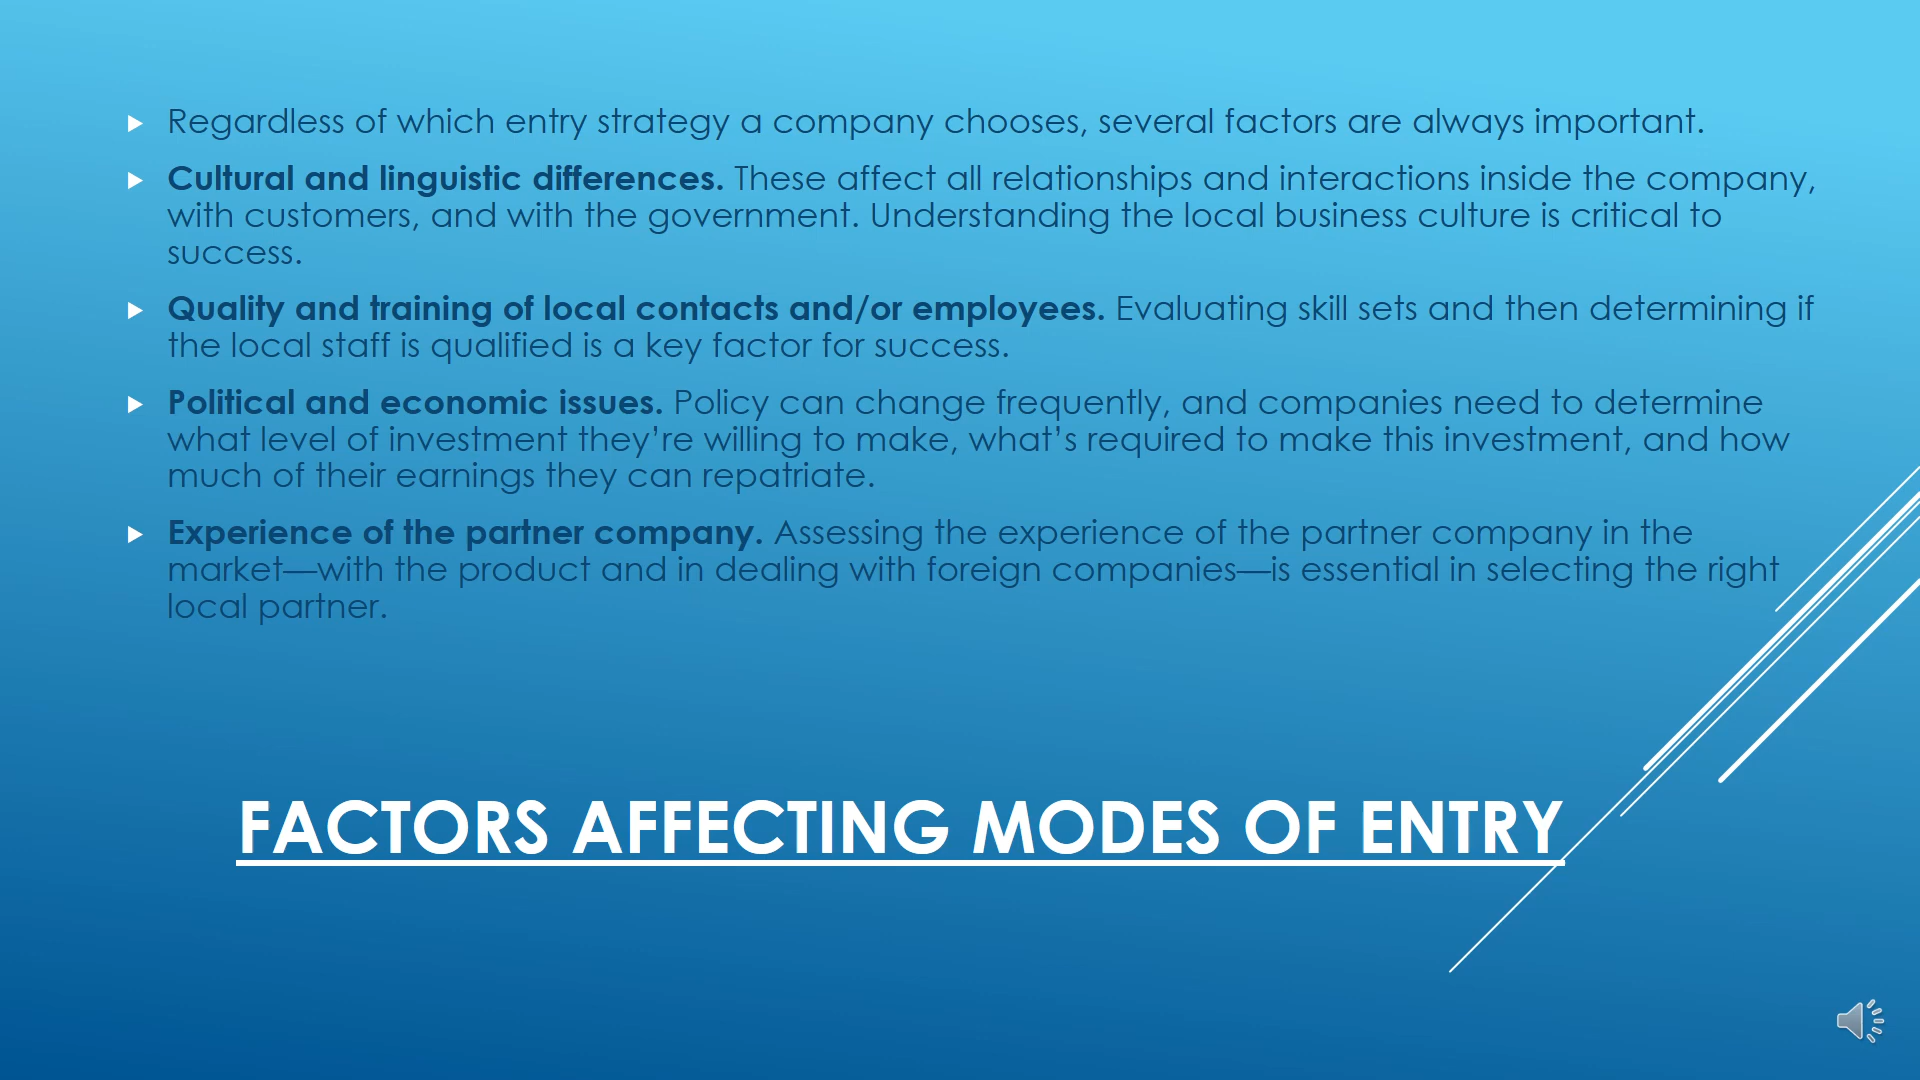 Regardless of which entry strategy a company chooses, several factors are always important.
Cultural and linguistic differences. These affect all relationships and interactions inside the company,
with customers, and with the government. Understanding the local business culture is critical to
success.
Quality and training of local contacts and/or employees. Evaluating skill sets and then determining if
the local staff is qualified is a key factor for success.
Political and economic issues. Policy can change frequently, and companies need to determine
what level of investment they’re willing to make, what’s required to make this investment, and how
much of their earnings they can repatriate.
Experience of the partner company. Assessing the experience of the partner company in the
market—with the product and in dealing with foreign companies—is essential in selecting the right
local partner.
FACTORS AFFECTING MODES OF ENTRY